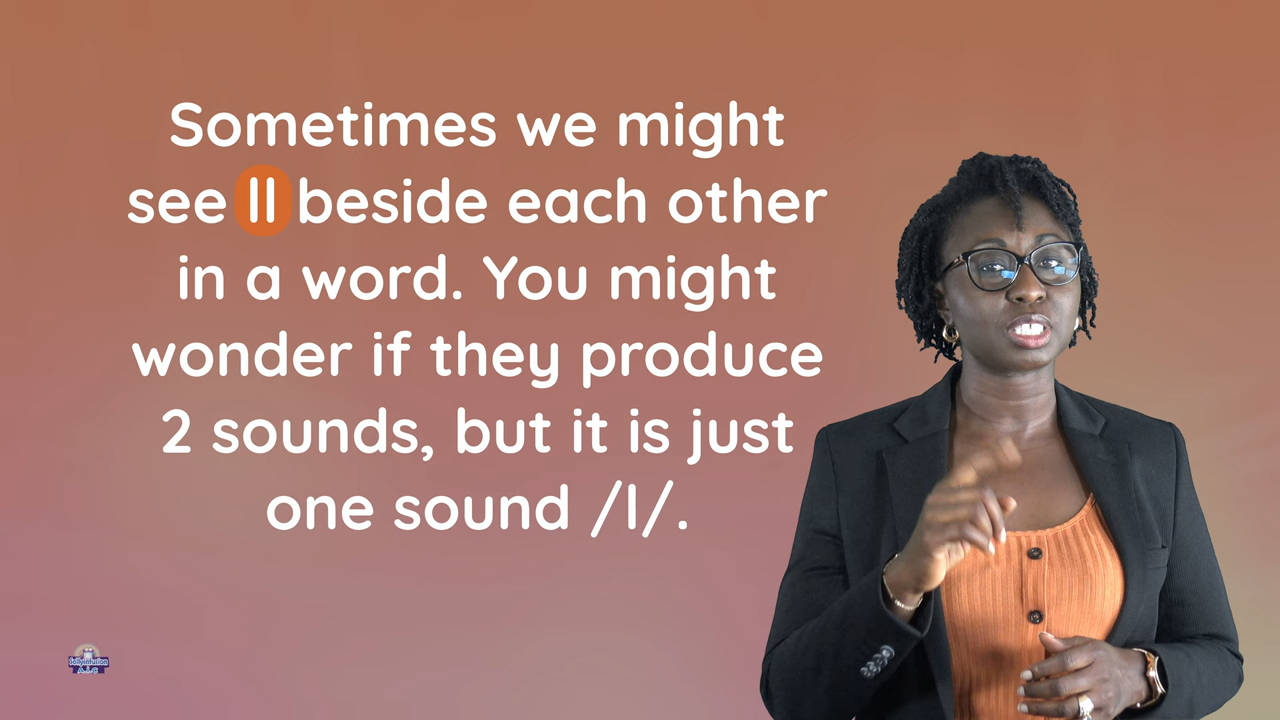 Sometimes we might
see ll beside each other
in a word. You might
wonder if they produce
2 sounds, but it is just
one sound /l/.